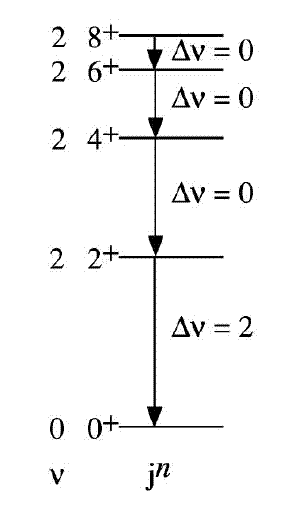 2 8+ Δν = 0
2 6+
Δν = 0
2 4+
Δν = 0
2 2+
Δν = 2
0 0+
ν jn